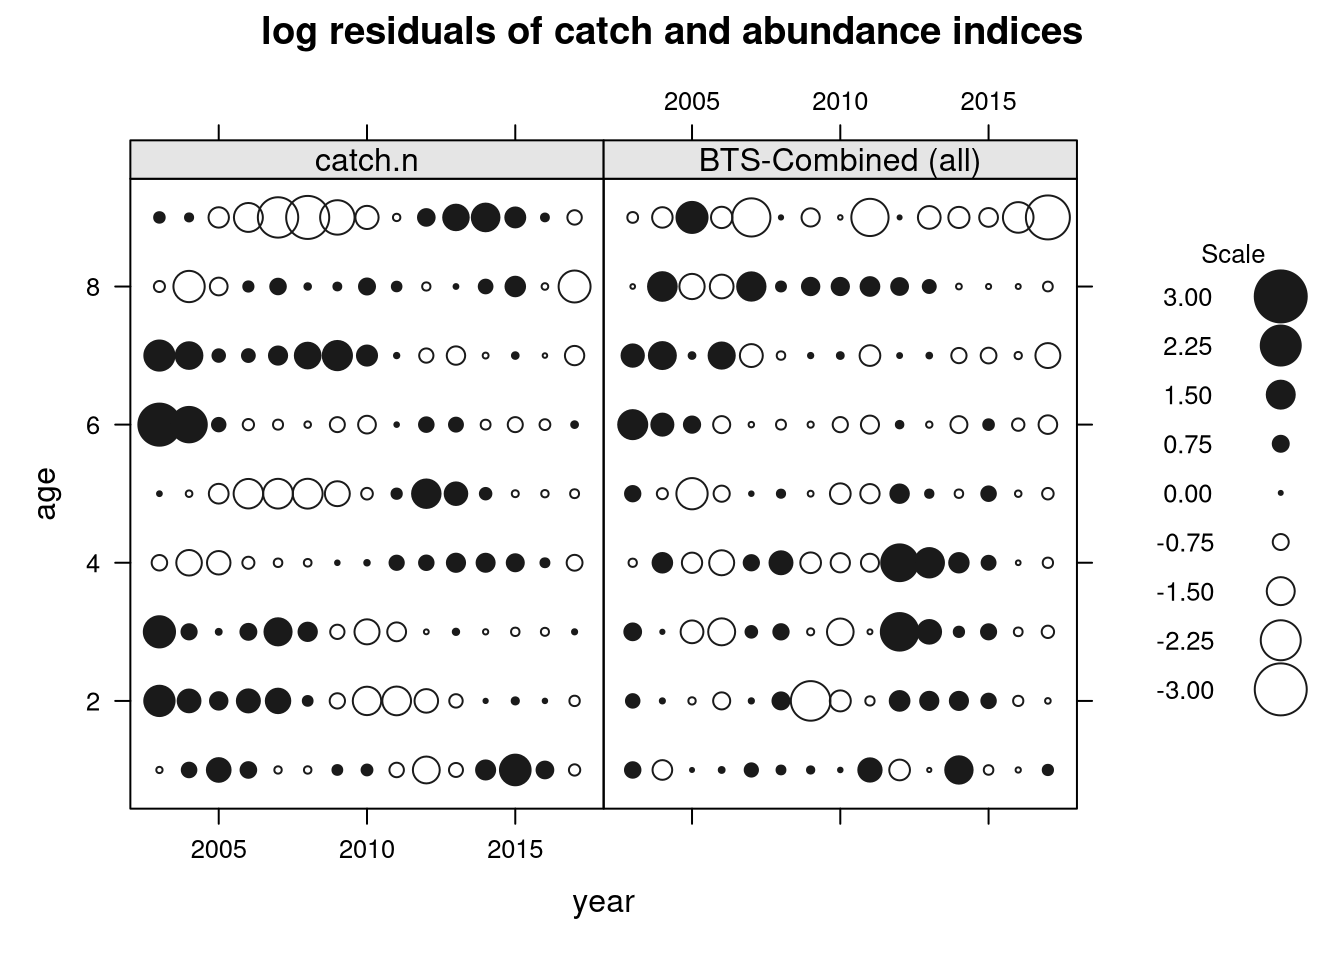 log residuals of catch and abundance indices
2005 2010 2015
catch.n BTS-Combined (all)
Scale
3.00
2.25
1.50
0.75
0.00
-0.75
-1.50
-2.25
-3.00
8
6
4
2
age
2005 2010 2015
year